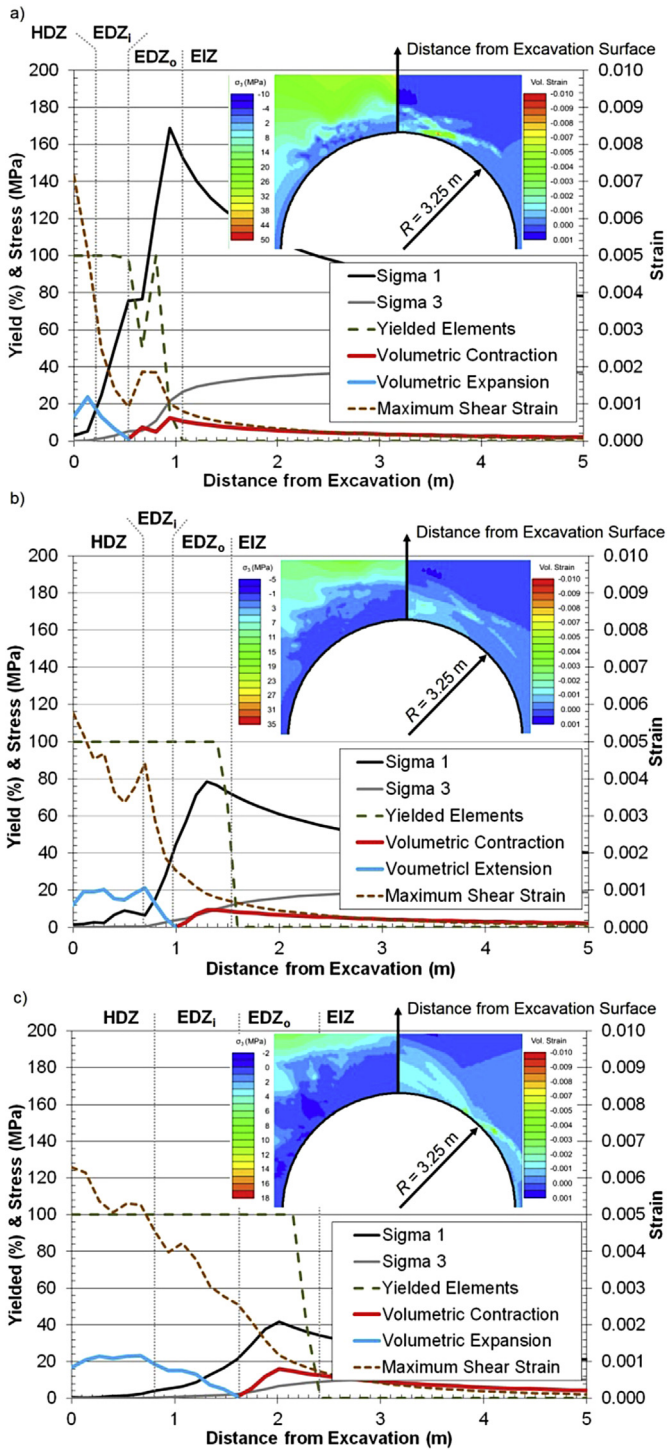 a)
HDZ EDZi
EDZo EIZ
Distance from Excavation Surface
200
180
160
140
120
100
80
60
40
20
0
Yield (%) & Stress (MPa)
0.010
0.009
0.008
0.007
0.006
0.005
0.004
0.003
0.002
0.001
0.000
Strain
σ3 (MPa)
-10
-4
2
8
14
20
26
32
38
44
50
Vol. Strain
-0.010
-0.009
-0.008
-0.007
-0.006
-0.005
-0.004
-0.003
-0.002
-0.001
0.000
0.001
R = 3.25 m
Sigma 1
Sigma 3
Yielded Elements
Volumetric Contraction
Volumetric Expansion
Maximum Shear Strain
0 1 2 3 4 5
Distance from Excavation (m)
b)
EDZi
HDZ EDZo EIZ
Distance from Excavation Surface
200
180
160
140
120
100
80
60
40
20
0
Yield (%) & Stress (MPa)
0.010
0.009
0.008
0.007
0.006
0.005
0.004
0.003
0.002
0.001
0.000
Strain
σ3 (MPa)
-5
-1
3
7
11
15
19
23
27
31
35
Vol. Strain
-0.010
-0.009
-0.008
-0.007
-0.006
-0.005
-0.004
-0.003
-0.002
-0.001
0.000
0.001
R = 3.25 m
Sigma 1
Sigma 3
Yielded Elements
Volumetric Contraction
Voumetricl Extension
Maximum Shear Strain
0 1 2 3 4 5
Distance from Excavation (m)
c)
HDZ EDZi EDZo EIZ
Distance from Excavation Surface
200
180
160
140
120
100
80
60
40
20
0
Yielded (%) & Stress (MPa)
0.010
0.009
0.008
0.007
0.006
0.005
0.004
0.003
0.002
0.001
0.000
Strain
σ3 (MPa)
-2
0
2
4
6
8
10
12
14
16
18
Vol. Strain
-0.010
-0.009
-0.008
-0.007
-0.006
-0.005
-0.004
-0.003
-0.002
-0.001
0.000
0.001
R = 3.25 m
Sigma 1
Sigma 3
Yielded Elements
Volumetric Contraction
Volumetric Expansion
Maximum Shear Strain
0 1 2 3 4 5
Distance from Excavation (m)